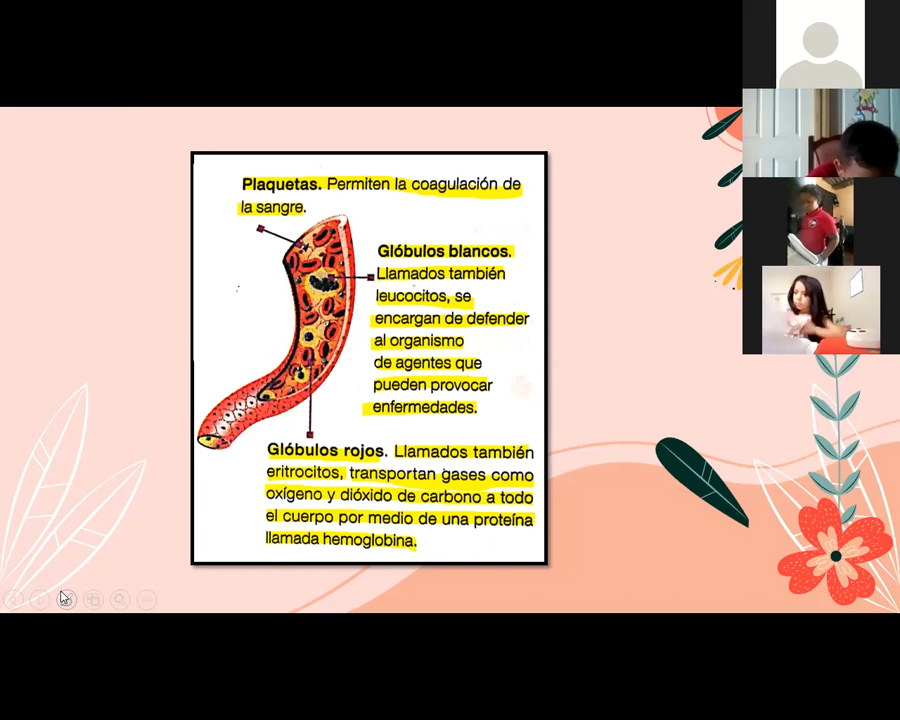 Plaquetas. Permiten la coagulación de
la sangre.
Glóbulos blancos.
Llamados también
leucocitos, se
encargan de defender
al organismo
de agentes que
pueden provocar
enfermedades.
Glóbulos rojos. Llamados también
eritrocitos, transportan gases como
oxígeno y dióxido de carbono a todo
el cuerpo por medio de una proteína
llamada hemoglobina.